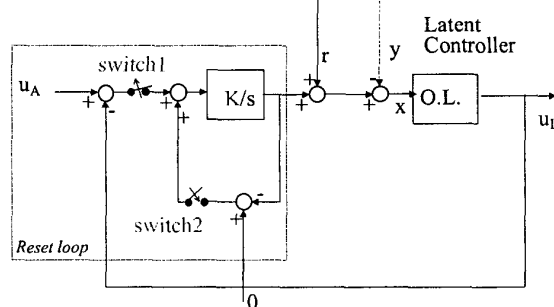 Latent
Controller
r
y
switch1
u_A
+
-
+
+
K/s
+
+
-
+
x
O.L.
u_L
-
+
switch2
Reset loop
0